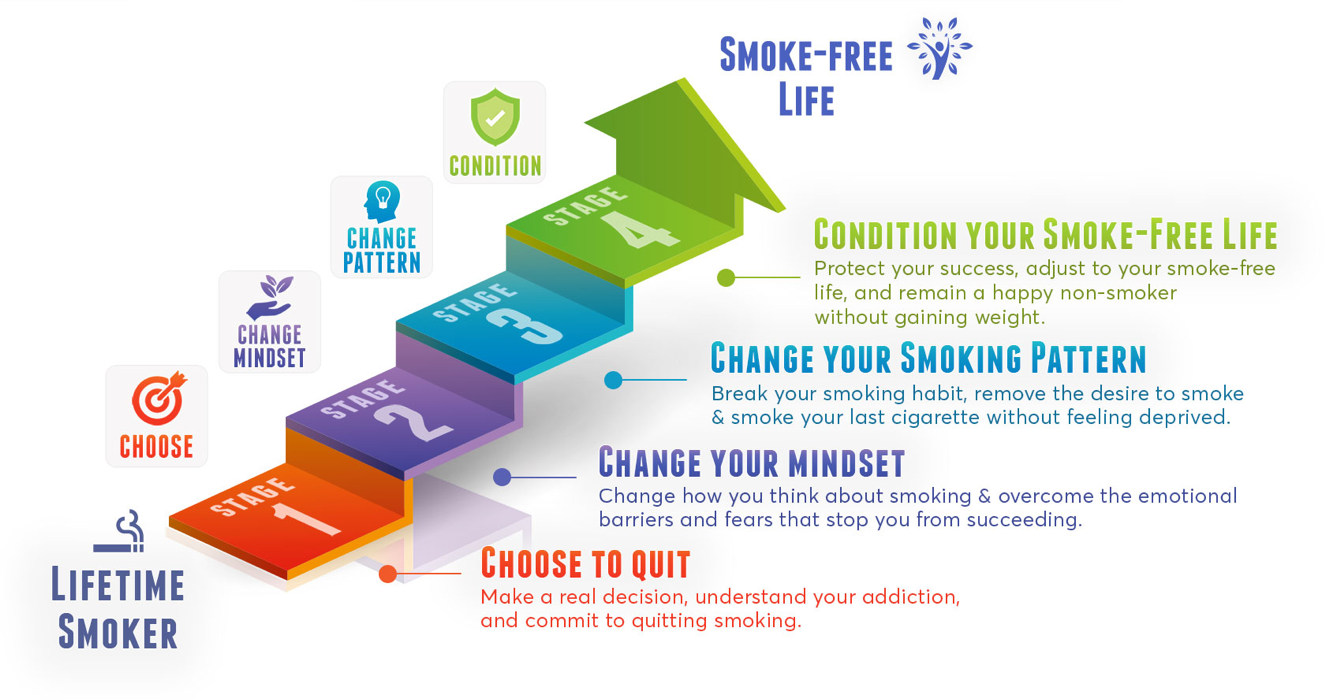 SMOKE-FREE
LIFE
CONDITION
STAGE
4
CONDITION YOUR SMOKE-FREE LIFE
Protect your success, adjust to your smoke-free
life, and remain a happy non-smoker
without gaining weight.
CHANGE
PATTERN
STAGE
3
CHANGE YOUR SMOKING PATTERN
Break your smoking habit, remove the desire to smoke
& smoke your last cigarette without feeling deprived.
CHANGE
MINDSET
STAGE
2
CHANGE YOUR MINDSET
Change how you think about smoking & overcome the emotional
barriers and fears that stop you from succeeding.
CHOOSE
STAGE
1
CHOOSE TO QUIT
Make a real decision, understand your addiction,
and commit to quitting smoking.
LIFETIME
SMOKER